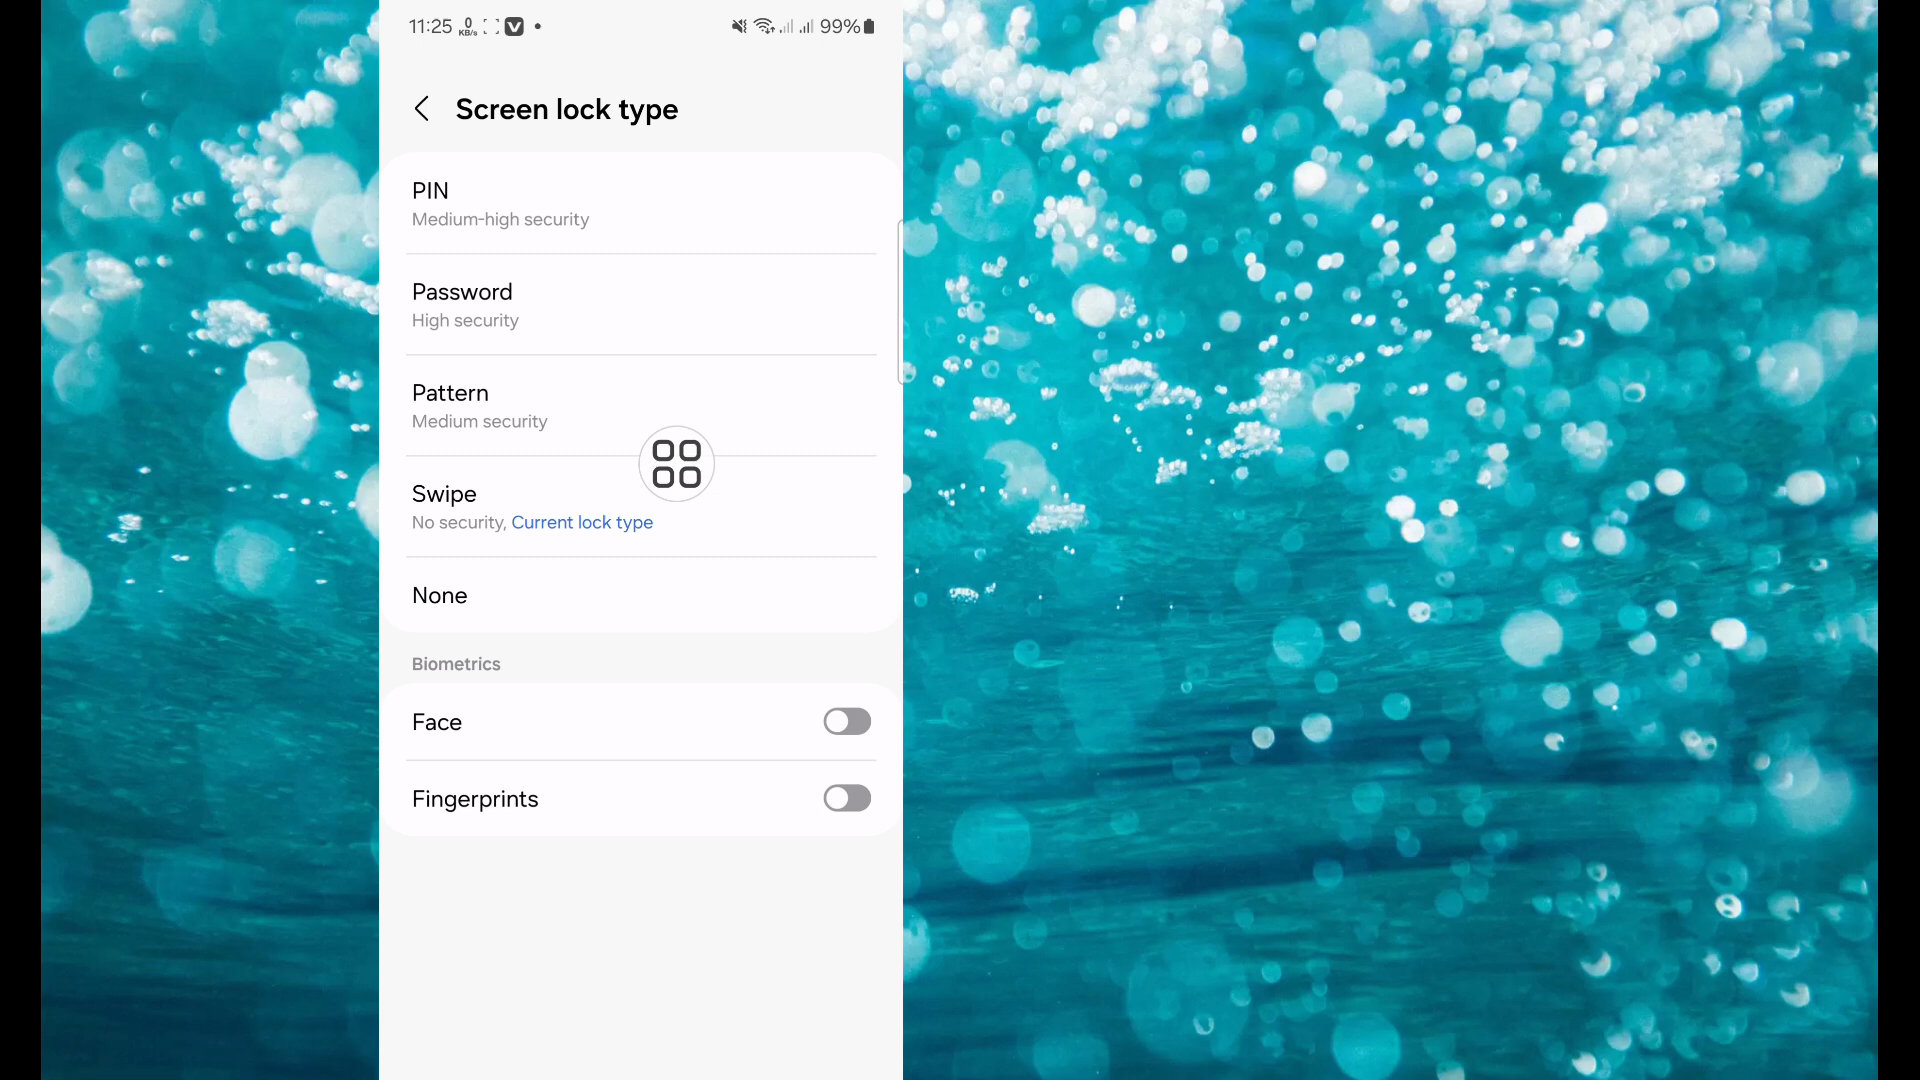 11:25 0 KB/s V 99%
Screen lock type
PIN
Medium-high security
Password
High security
Pattern
Medium security
Swipe
No security, Current lock type
None
Biometrics
Face
Fingerprints